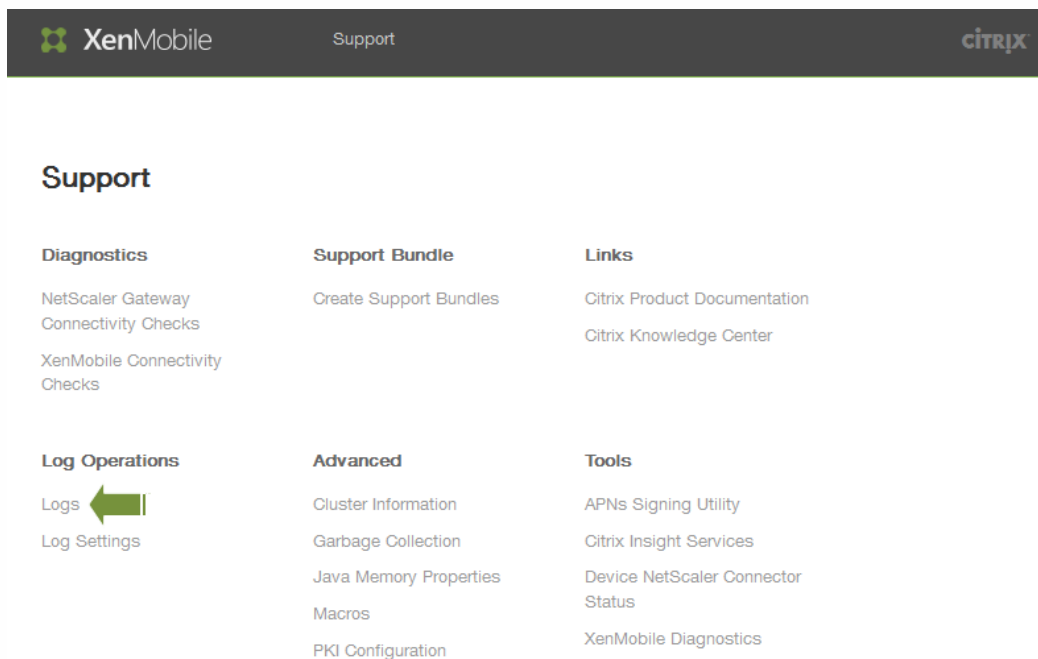 XenMobile
Support
CİTRIX
Support
Diagnostics
NetScaler Gateway
Connectivity Checks
XenMobile Connectivity
Checks
Support Bundle
Create Support Bundles
Links
Citrix Product Documentation
Citrix Knowledge Center
Log Operations
Logs
Log Settings
Advanced
Cluster Information
Garbage Collection
Java Memory Properties
Macros
PKI Configuration
Tools
APNs Signing Utility
Citrix Insight Services
Device NetScaler Connector
Status
XenMobile Diagnostics